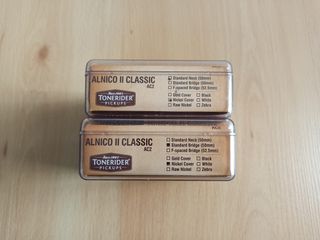 ALNICO II CLASSIC
AC2
TONERIDER
PICKUPS
Standard Neck (50mm)
Standard Bridge (50mm)
F-spaced Bridge (52.5mm)
Gold Cover Black
Nickel Cover White
Raw Nickel Zebra
ALNICO II CLASSIC
AC2
TONERIDER
PICKUPS
Standard Neck (50mm)
Standard Bridge (50mm)
F-spaced Bridge (52.5mm)
Gold Cover Black
Nickel Cover White
Raw Nickel Zebra